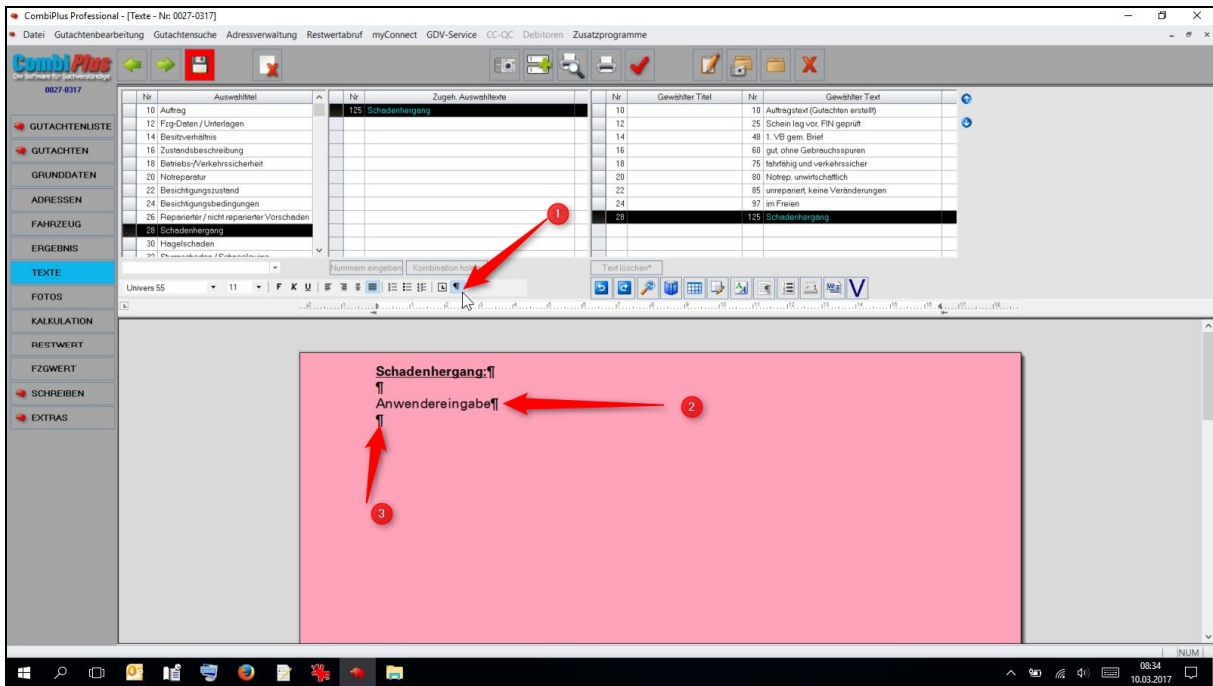 CombiPlus Professional - [Texte - Nr: 0027-0317]
Datei Gutachtenbearbeitung Gutachtensuche Adressverwaltung Restwertabruf myConnect GDV-Service CC-QC Debitoren Zusatzprogramme
CombiPlus
Die Software für Sachverständige
0027-0317
GUTACHTENLISTE
GUTACHTEN
GRUNDDATEN
ADRESSEN
FAHRZEUG
ERGEBNIS
TEXTE
FOTOS
KALKULATION
RESTWERT
FZGWERT
SCHREIBEN
EXTRAS
Nr Auswahltitel
10 Auftrag
12 Fzg-Daten / Unterlagen
14 Besitzverhältnis
16 Zustandsbeschreibung
18 Betriebs-/Verkehrssicherheit
20 Notreparatur
22 Besichtigungszustand
24 Besichtigungsbedingungen
26 Reparierter / nicht reparierter Vorschaden
28 Schadenhergang
30 Hagelschaden
Nr Zugeh. Auswahltexte
125 Schadenhergang
Nr Gewählter Titel Nr Gewählter Text
10 10 Auftragstext (Gutachten erstellt)
12 25 Schein lag vor, FIN geprüft
14 48 1. VB gem. Brief
16 60 gut, ohne Gebrauchsspuren
18 75 fahrfähig und verkehrssicher
20 80 Notrep. unwirtschaftlich
22 85 unrepariert, keine Veränderungen
24 97 im Freien
28 125 Schadenhergang
Nummern eingeben Kombination
Text löschen*
Univers 55 11 F K U
1
Schadenhergang:¶
¶
Anwendereingabe¶
2
¶
3
NUM
08:34
10.03.2017